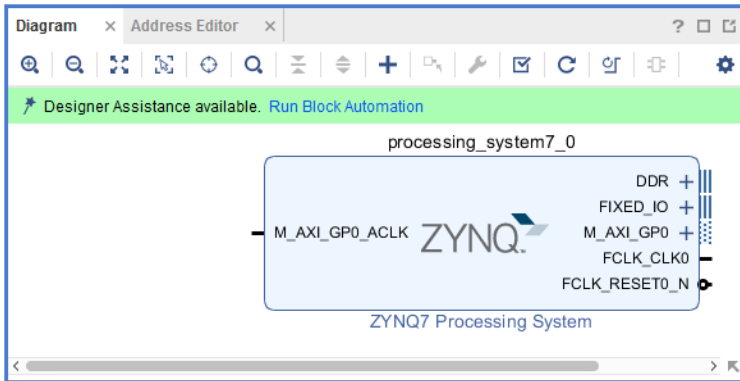 Diagram × Address Editor × ?
Designer Assistance available. Run Block Automation
processing_system7_0
DDR
FIXED_IO
M_AXI_GP0_ACLK ZYNQ. M_AXI_GP0
FCLK_CLK0
FCLK_RESET0_N
ZYNQ7 Processing System